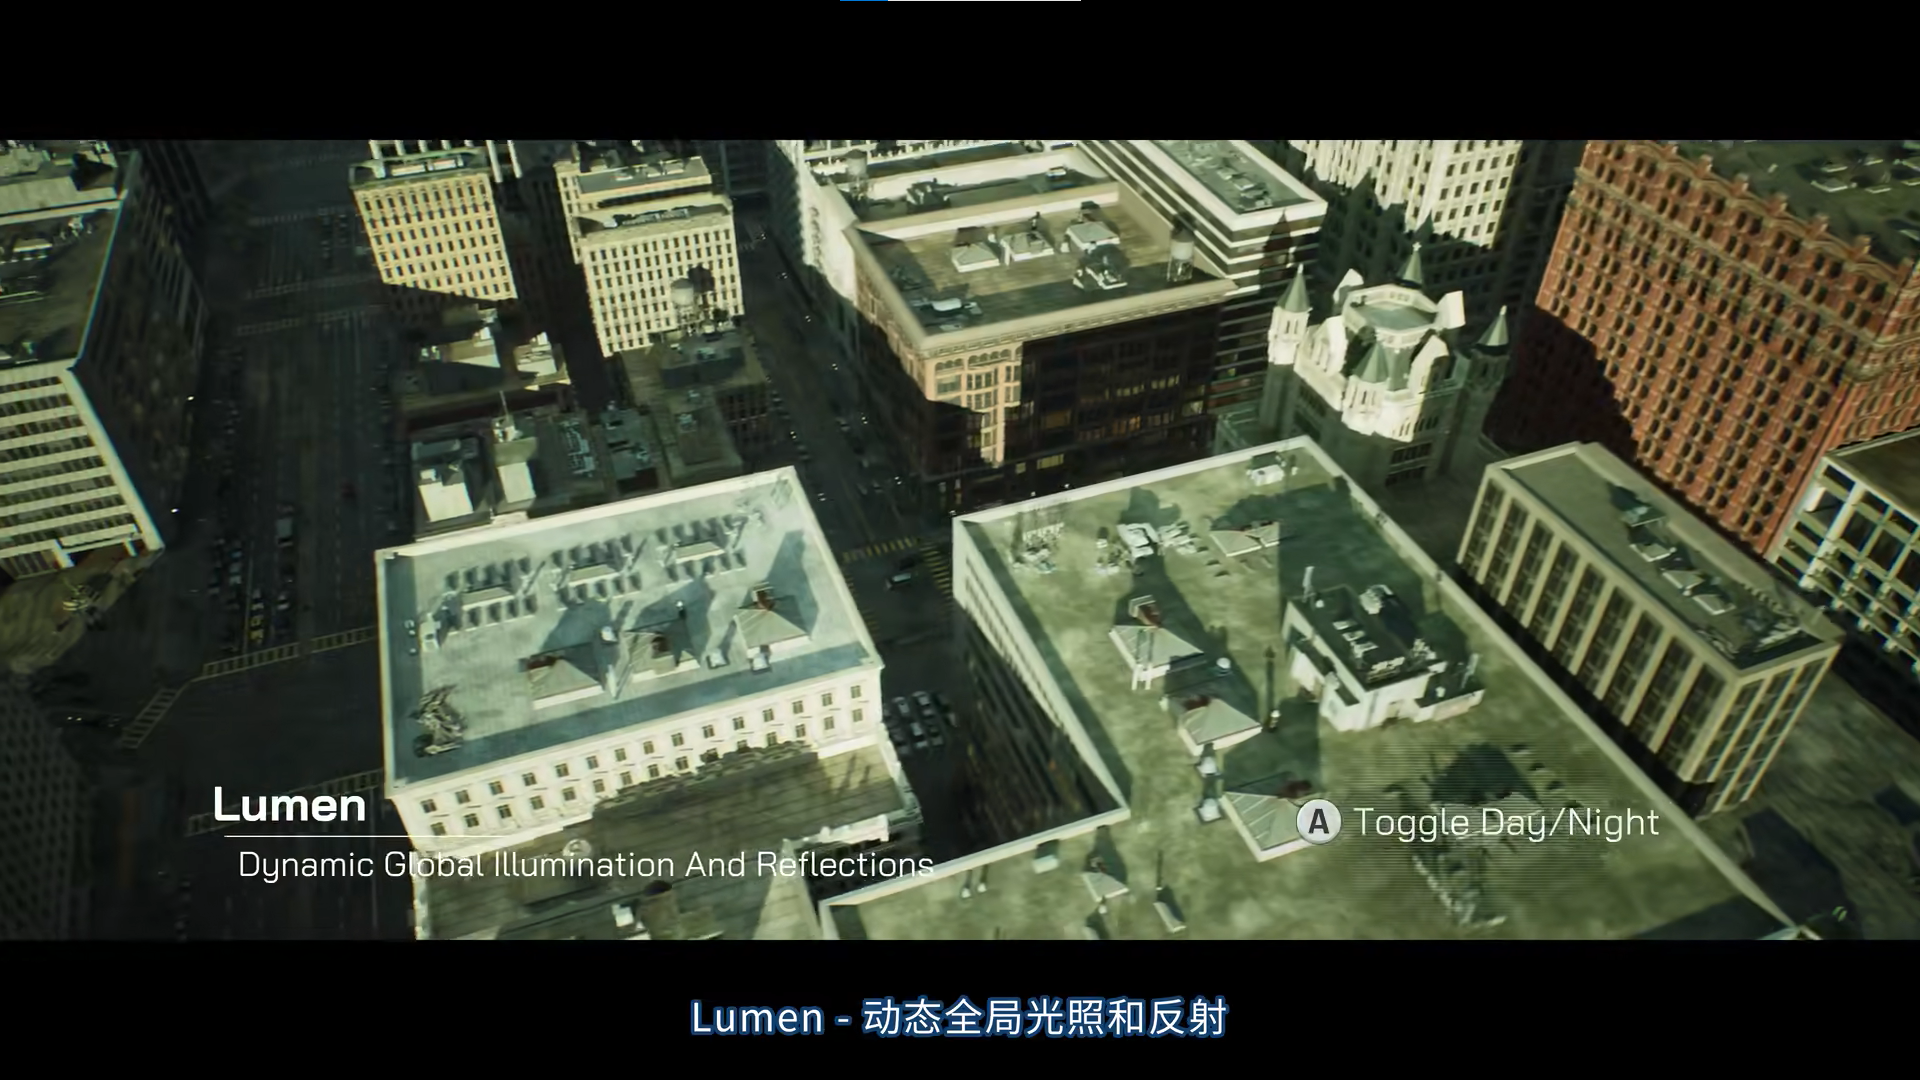 Lumen
Dynamic Global Illumination And Reflections
A Toggle Day/Night
Lumen - 动态全局光照和反射